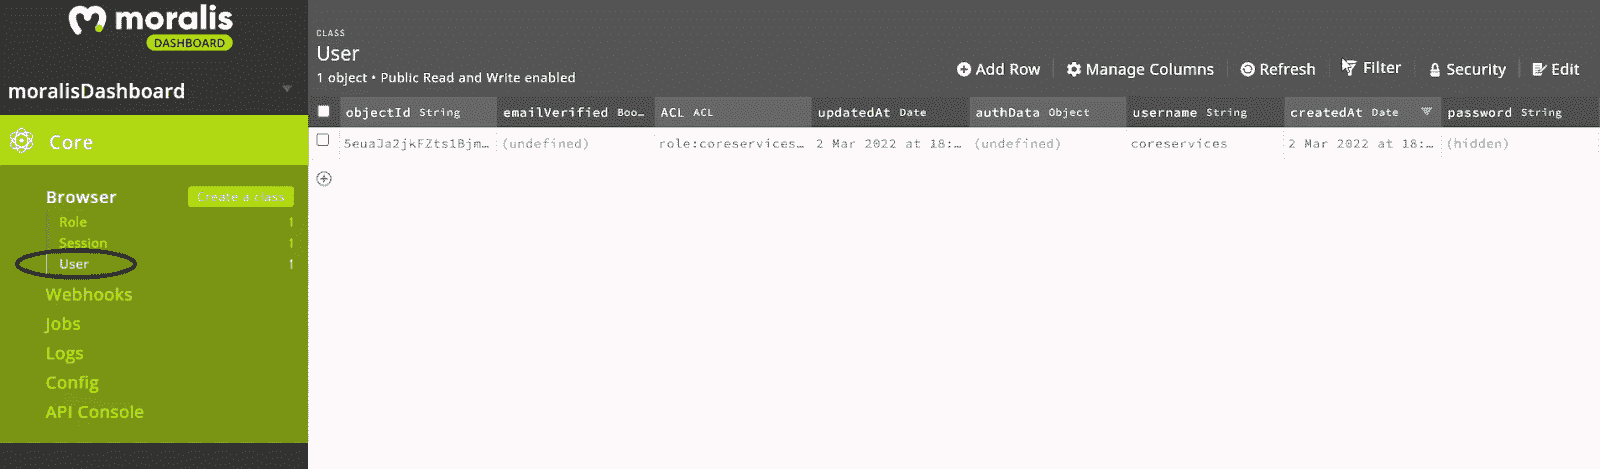 moralis
DASHBOARD
moralisDashboard
Core
Browser Create a class
Role 1
Session 1
User 1
Webhooks
Jobs
Logs
Config
API Console
CLASS
User
1 object • Public Read and Write enabled
Add Row Manage Columns Refresh Filter Security Edit
objectId String emailVerified Boo… ACL ACL updatedAt Date authData Object username String createdAt Date password String
5euaJa2jkFZts1Bjm… (undefined) role:coreservices… 2 Mar 2022 at 18:… (undefined) coreservices 2 Mar 2022 at 18:… (hidden)